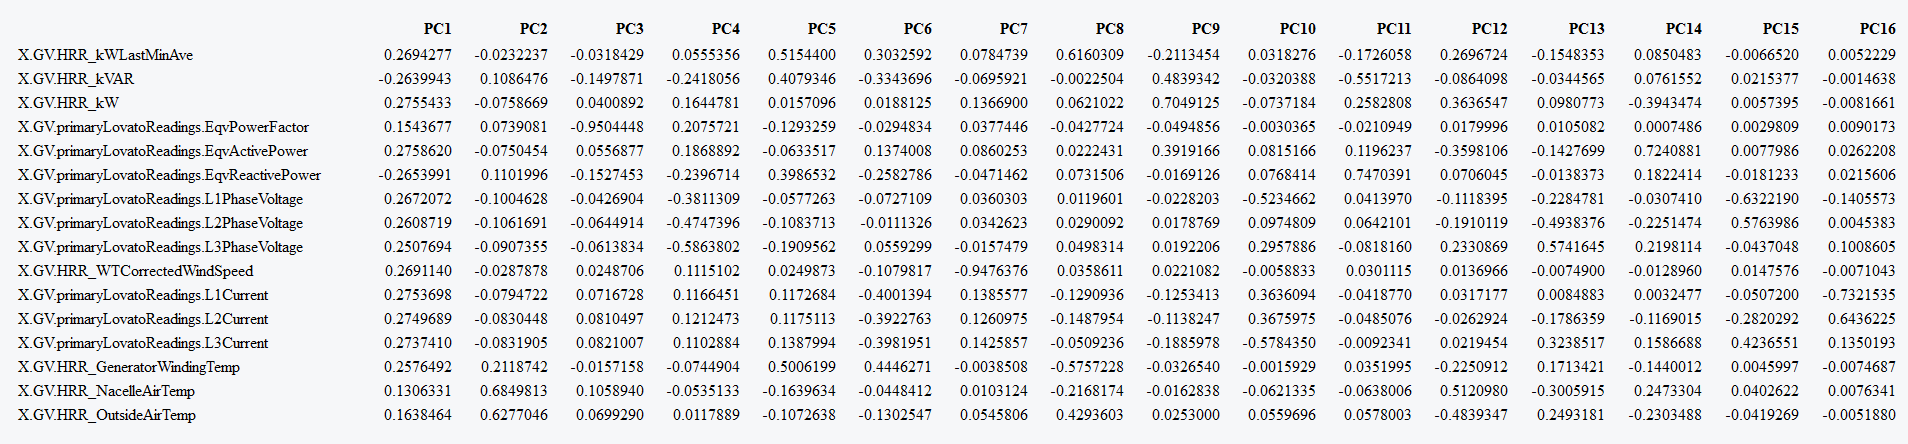 PC1 PC2 PC3 PC4 PC5 PC6 PC7 PC8 PC9 PC10 PC11 PC12 PC13 PC14 PC15 PC16
X.GV.HRR_kWLastMinAve 0.2694277 -0.0232237 -0.0318429 0.0555356 0.5154400 0.3032592 0.0784739 0.6160309 -0.2113454 0.0318276 -0.1726058 0.2696724 -0.1548353 0.0850483 -0.0066520 0.0052229
X.GV.HRR_kVAR -0.2639943 0.1086476 -0.1497871 -0.2418056 0.4079346 -0.3343696 -0.0695921 -0.0022504 0.4839342 -0.0320388 -0.5517213 -0.0864098 -0.0344565 0.0761552 0.0215377 -0.0014638
X.GV.HRR_kW 0.2755433 -0.0758669 0.0400892 0.1644781 0.0157096 0.0188125 0.1366900 0.0621022 0.7049125 -0.0737184 0.2582808 0.3636547 0.0980773 -0.3943474 0.0057395 -0.0081661
X.GV.primaryLovatoReadings.EqvPowerFactor 0.1543677 0.0739081 -0.9504448 0.2075721 -0.1293259 -0.0294834 0.0377446 -0.0427724 -0.0494856 -0.0030365 -0.0210949 0.0179996 0.0105082 0.0007486 0.0029809 0.0090173
X.GV.primaryLovatoReadings.EqvActivePower 0.2758620 -0.0750454 0.0556877 0.1868892 -0.0633517 0.1374008 0.0860253 0.0222431 0.3919166 0.0815166 0.1196237 -0.3598106 -0.1427699 0.7240881 0.0077986 0.0262208
X.GV.primaryLovatoReadings.EqvReactivePower -0.2653991 0.1101996 -0.1527453 -0.2396714 0.3986532 -0.2582786 -0.0471462 0.0731506 -0.0169126 0.0768414 0.7470391 0.0706045 -0.0138373 0.1822414 -0.0181233 0.0215606
X.GV.primaryLovatoReadings.L1PhaseVoltage 0.2672072 -0.1004628 -0.0426904 -0.3811309 -0.0577263 -0.0727109 0.0360303 0.0119601 -0.0228203 -0.5234662 0.0413970 -0.1118395 -0.2284781 -0.0307410 -0.6322190 -0.1405573
X.GV.primaryLovatoReadings.L2PhaseVoltage 0.2608719 -0.1061691 -0.0644914 -0.4747396 -0.1083713 -0.0111326 0.0342623 0.0290092 0.0178769 0.0974809 0.0642101 -0.1910119 -0.4938376 -0.2251474 0.5763986 0.0045383
X.GV.primaryLovatoReadings.L3PhaseVoltage 0.2507694 -0.0907355 -0.0613834 -0.5863802 -0.1909562 0.0559299 -0.0157479 0.0498314 0.0192206 0.2957886 -0.0818160 0.2330869 0.5741645 0.2198114 -0.0437048 0.1008605
X.GV.HRR_WTCorrectedWindSpeed 0.2691140 -0.0287878 0.0248706 0.1115102 0.0249873 -0.1079817 -0.9476376 0.0358611 0.0221082 -0.0058833 0.0301115 0.0136966 -0.0074900 -0.0128960 0.0147576 -0.0071043
X.GV.primaryLovatoReadings.L1Current 0.2753698 -0.0794722 0.0716728 0.1166451 0.1172684 -0.4001394 0.1385577 -0.1290936 -0.1253413 0.3636094 -0.0418770 0.0317177 0.0084883 0.0032477 -0.0507200 -0.7321535
X.GV.primaryLovatoReadings.L2Current 0.2749689 -0.0830448 0.0810497 0.1212473 0.1175113 -0.3922763 0.1260975 -0.1487954 -0.1138247 0.3675975 -0.0485076 -0.0262924 -0.1786359 -0.1169015 -0.2820292 0.6436225
X.GV.primaryLovatoReadings.L3Current 0.2737410 -0.0831905 0.0821007 0.1102884 0.1387994 -0.3981951 0.1425857 -0.0509236 -0.1885978 -0.5784350 -0.0092341 0.0219454 0.3238517 0.1586688 0.4236551 0.1350193
X.GV.HRR_GeneratorWindingTemp 0.2576492 0.2118742 -0.0157158 -0.0744904 0.5006199 0.4446271 -0.0038508 -0.5757228 -0.0326540 -0.0015929 0.0351995 -0.2250912 0.1713421 -0.1440012 0.0045997 -0.0074687
X.GV.HRR_NacelleAirTemp 0.1306331 0.6849813 0.1058940 -0.0535133 -0.1639634 -0.0448412 0.0103124 -0.2168174 -0.0162838 -0.0621335 -0.0638006 0.5120980 -0.3005915 0.2473304 0.0402622 0.0076341
X.GV.HRR_OutsideAirTemp 0.1638464 0.6277046 0.0699290 0.0117889 -0.1072638 -0.1302547 0.0545806 0.4293603 0.0253000 0.0559696 0.0578003 -0.4839347 0.2493181 -0.2303488 -0.0419269 -0.0051880